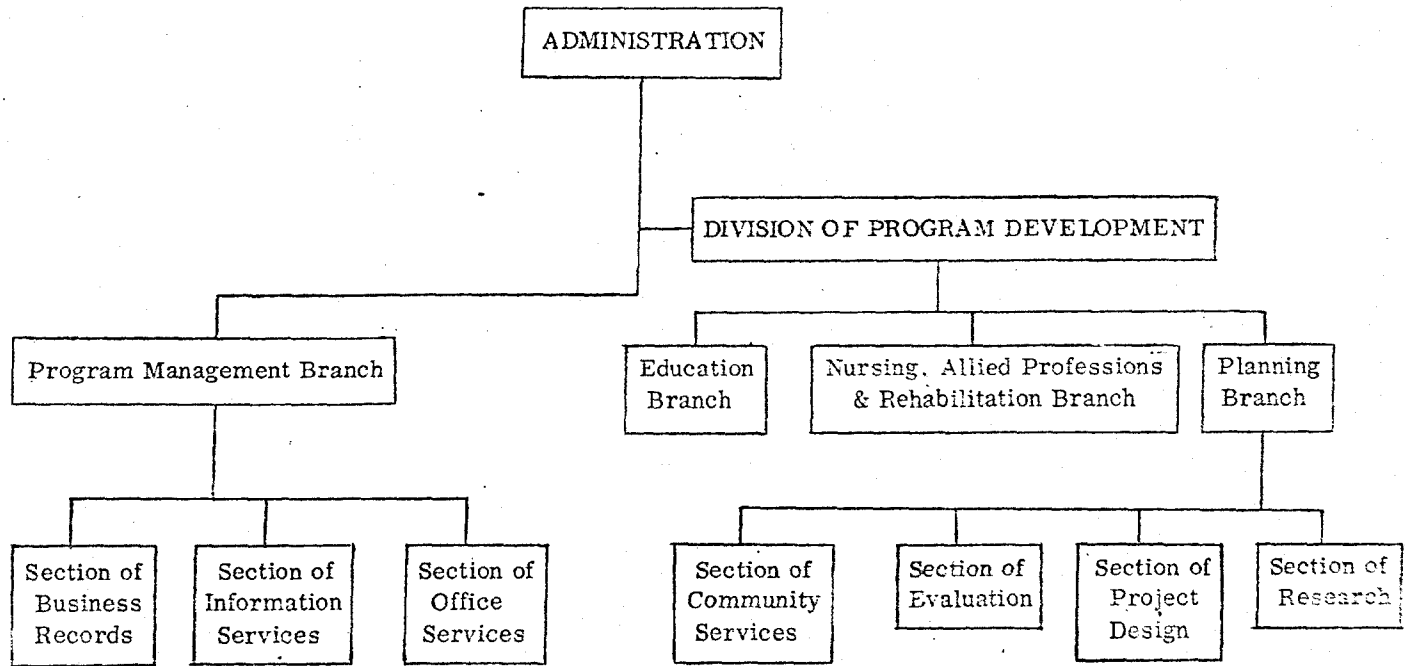 ADMINISTRATION
DIVISION OF PROGRAM DEVELOPMENT
Program Management Branch
Education
Branch
Nursing, Allied Professions
& Rehabilitation Branch
Planning
Branch
Section of
Business
Records
Section of
Information
Services
Section of
Office
Services
Section of
Community
Services
Section of
Evaluation
Section of
Project
Design
Section of
Research